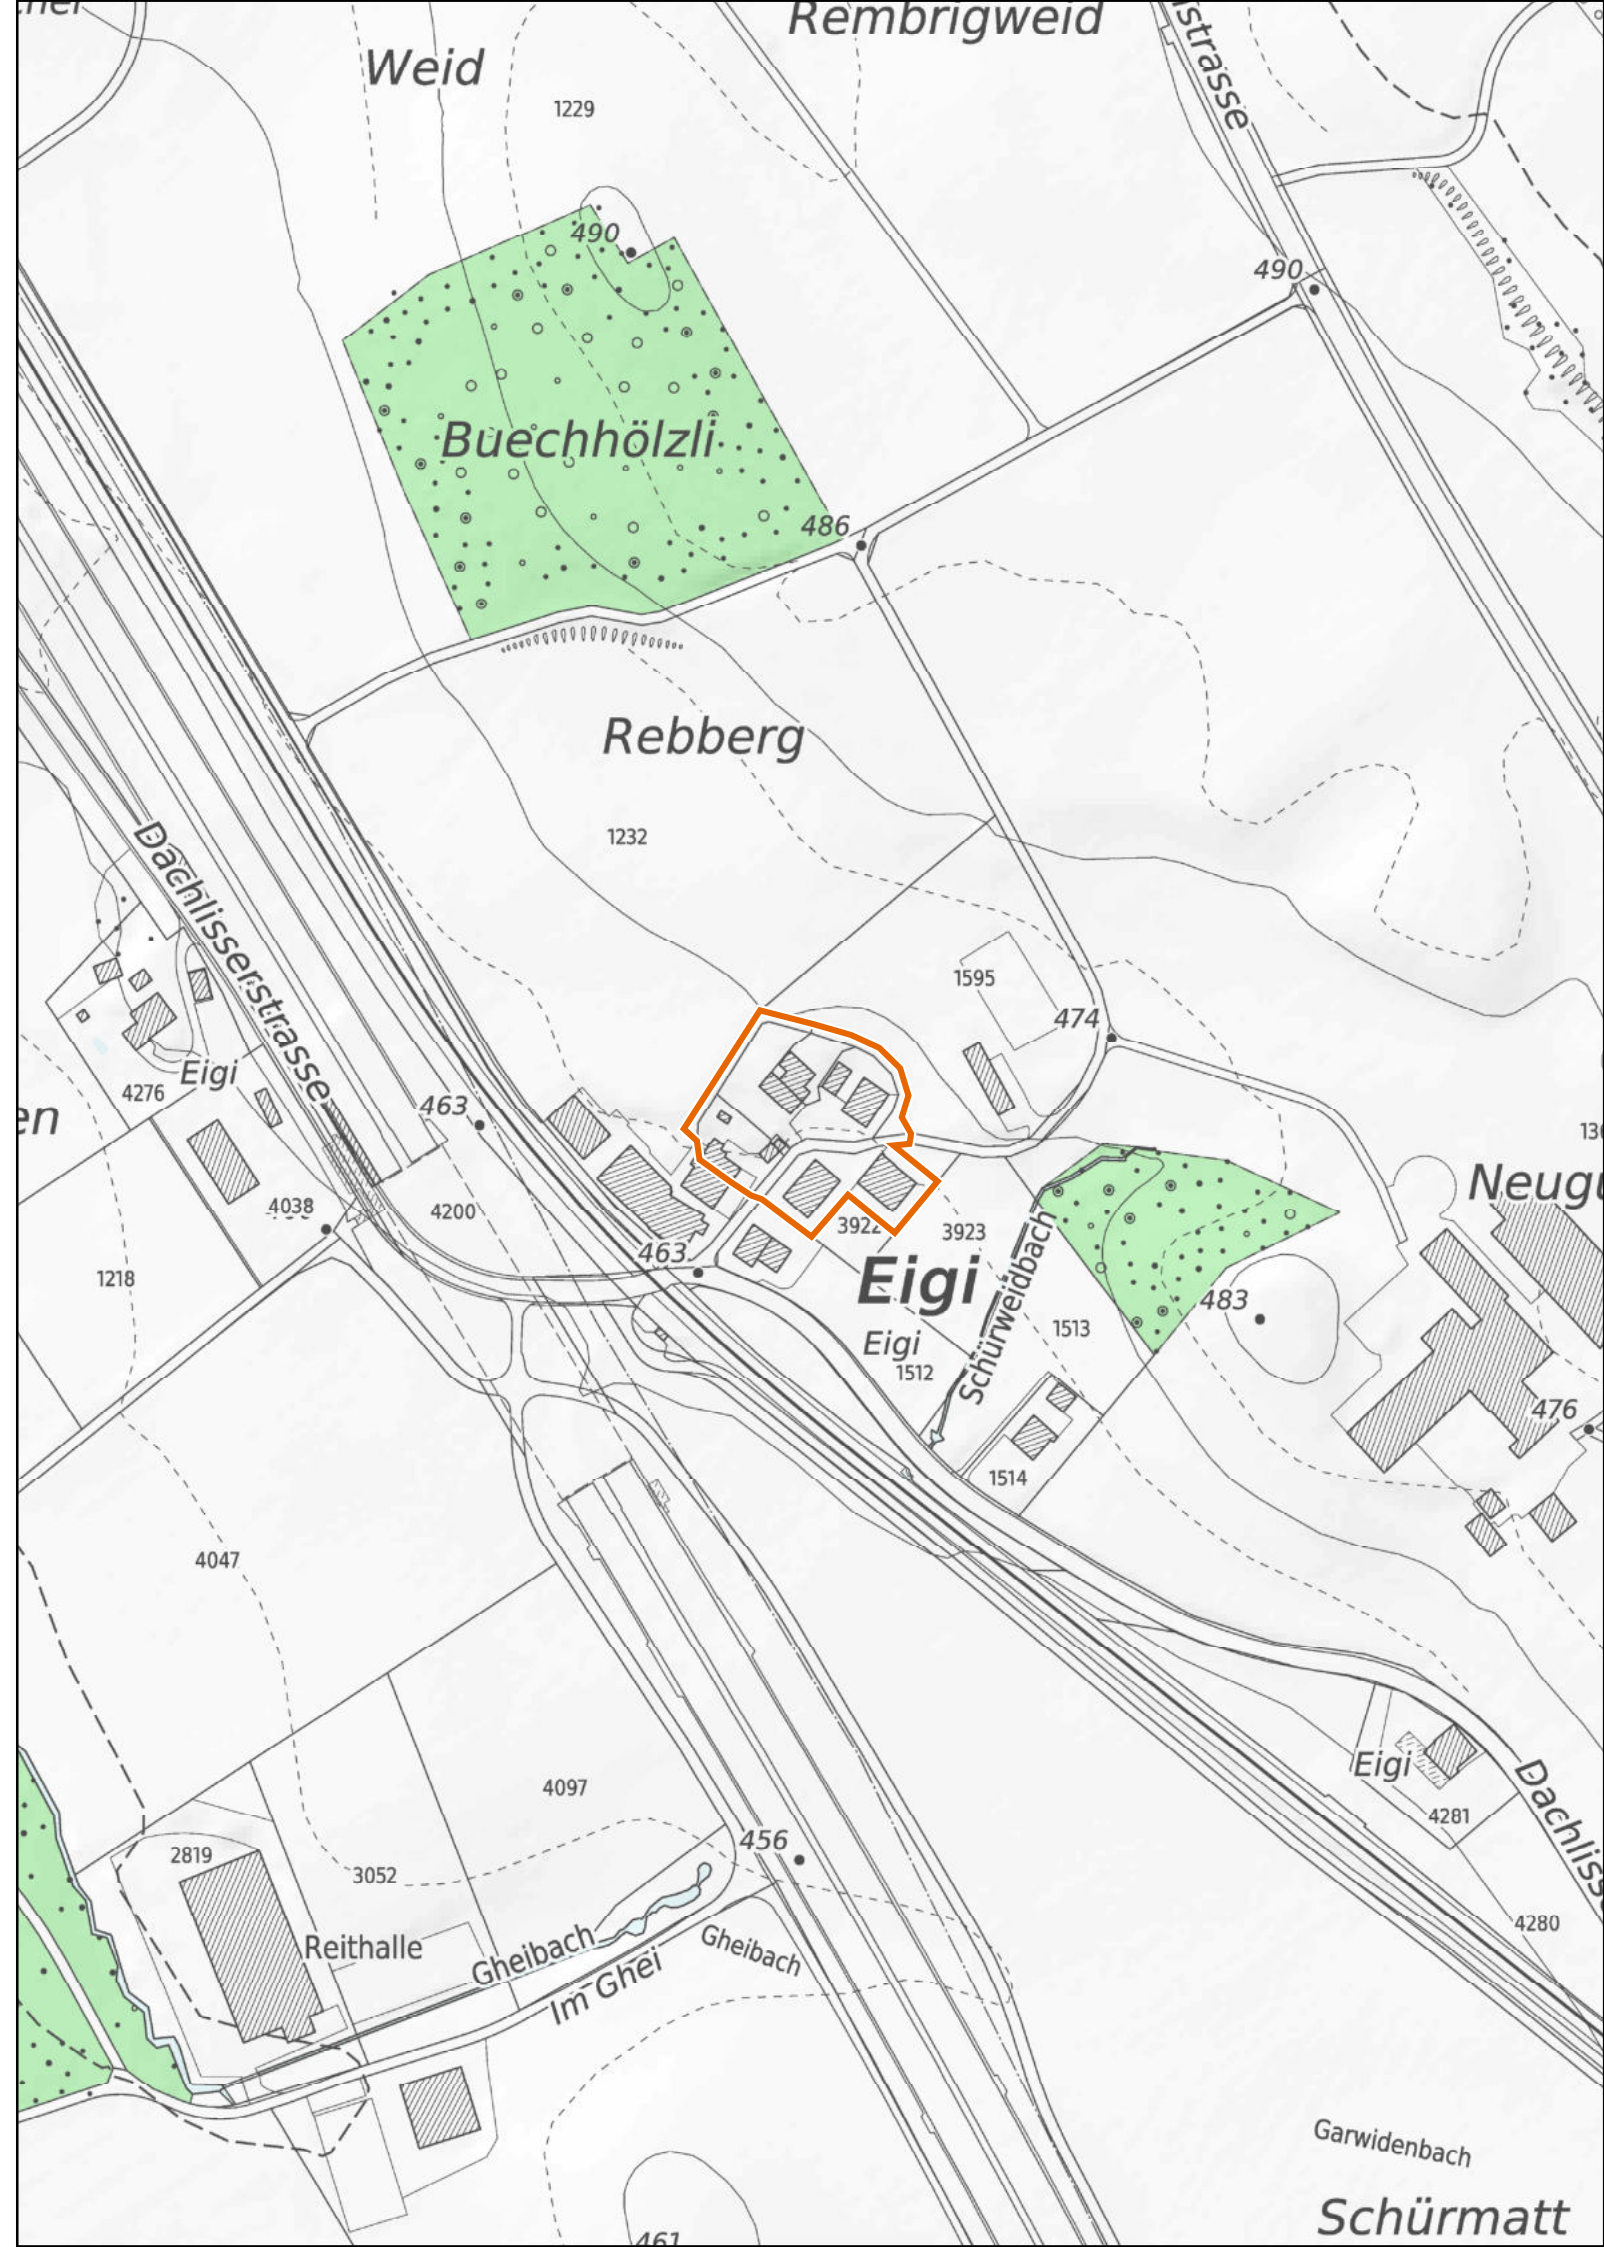 Rembrigweid
Weid
1229
490
490
Buechhölzli
486
Rebberg
1232
Dachlisserstrasse
1595
474
Eigi
4276
463
4038
4200
463
3922
3923
Neugu
1218
Eigi
Schürweidbach
483
1513
Eigi
1512
476
1514
4047
4097
Eigi
4281
Dachliss
456
2819
3052
4280
Reithalle
Gheibach
Gheibach
Im Ghei
Garwidenbach
Schürmatt
461